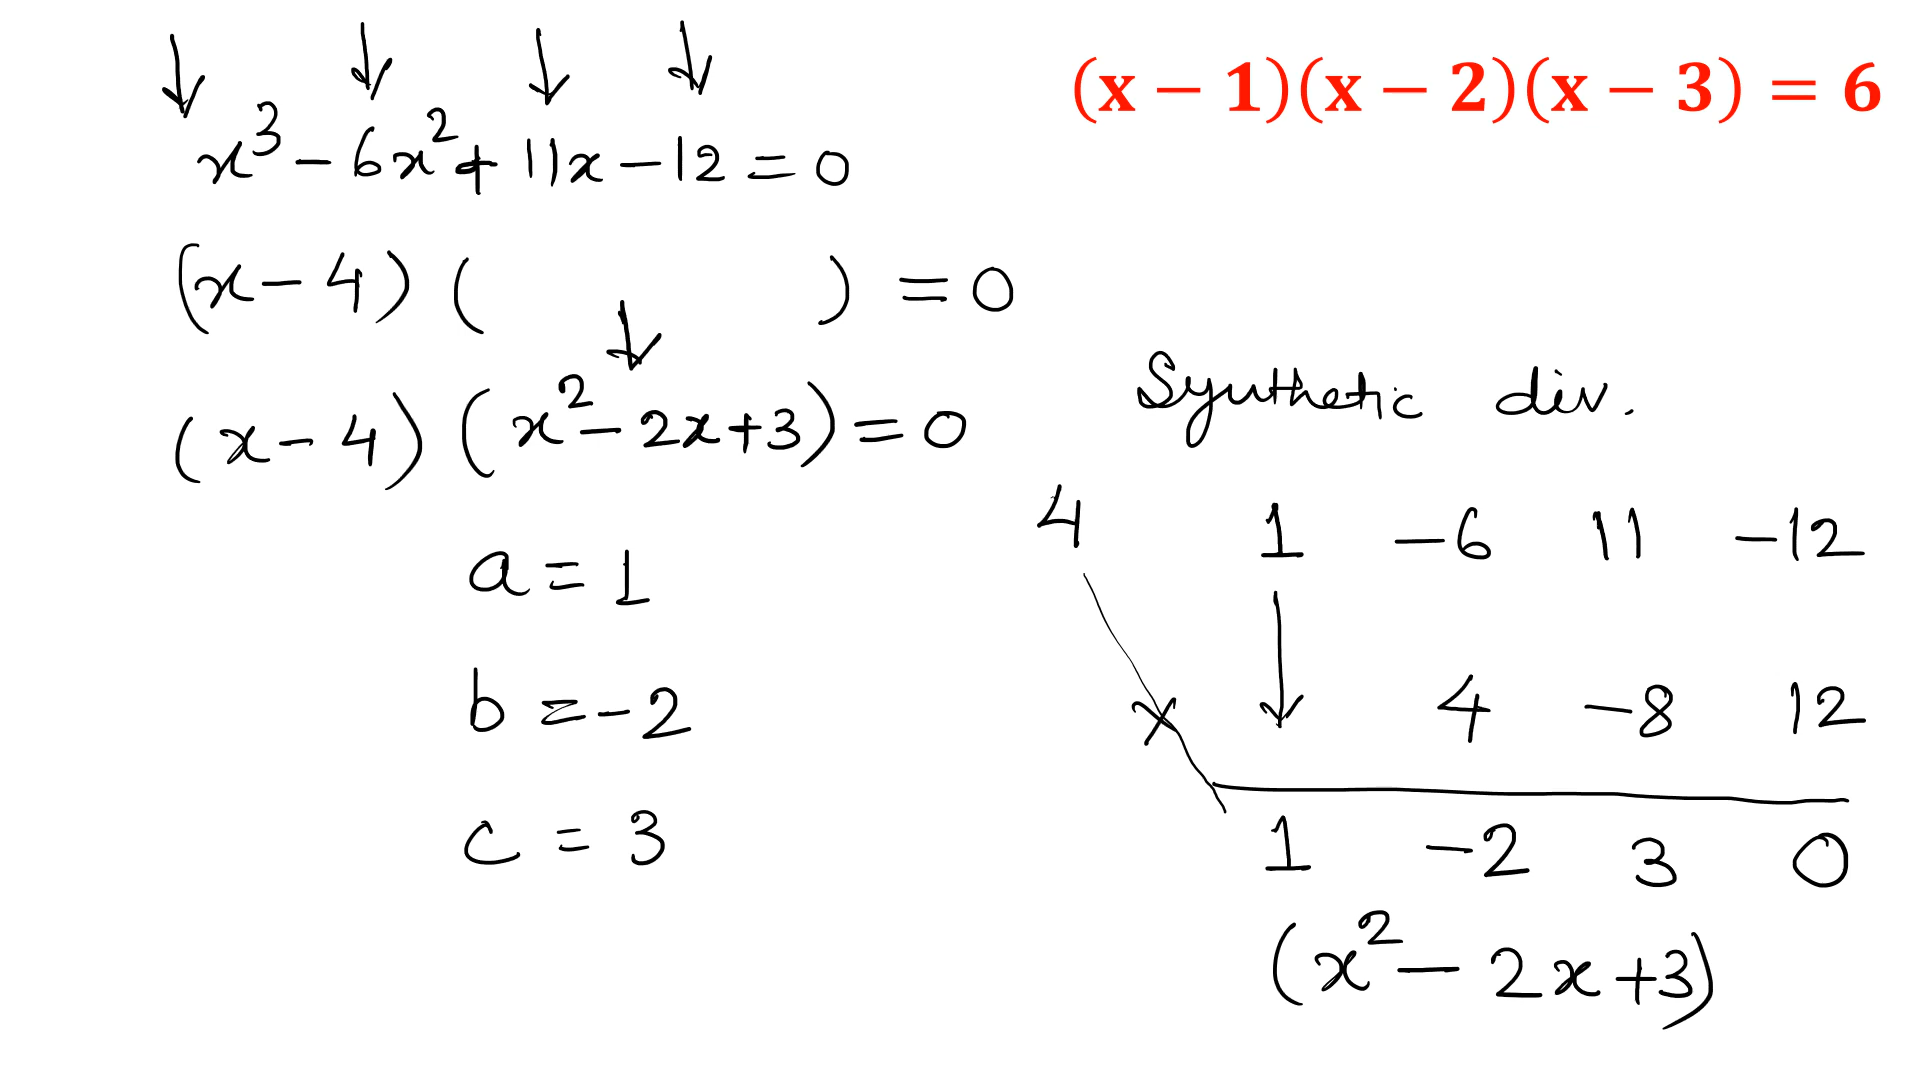 (x − 1)(x − 2)(x − 3) = 6
x³ − 6x² + 11x − 12 = 0
(x − 4) (          ) = 0
(x − 4) (x² − 2x + 3) = 0
a = 1
b = −2
c = 3
Synthetic div.
4 1 −6 11 −12
× 4 −8 12
1 −2 3 0
(x² − 2x + 3)